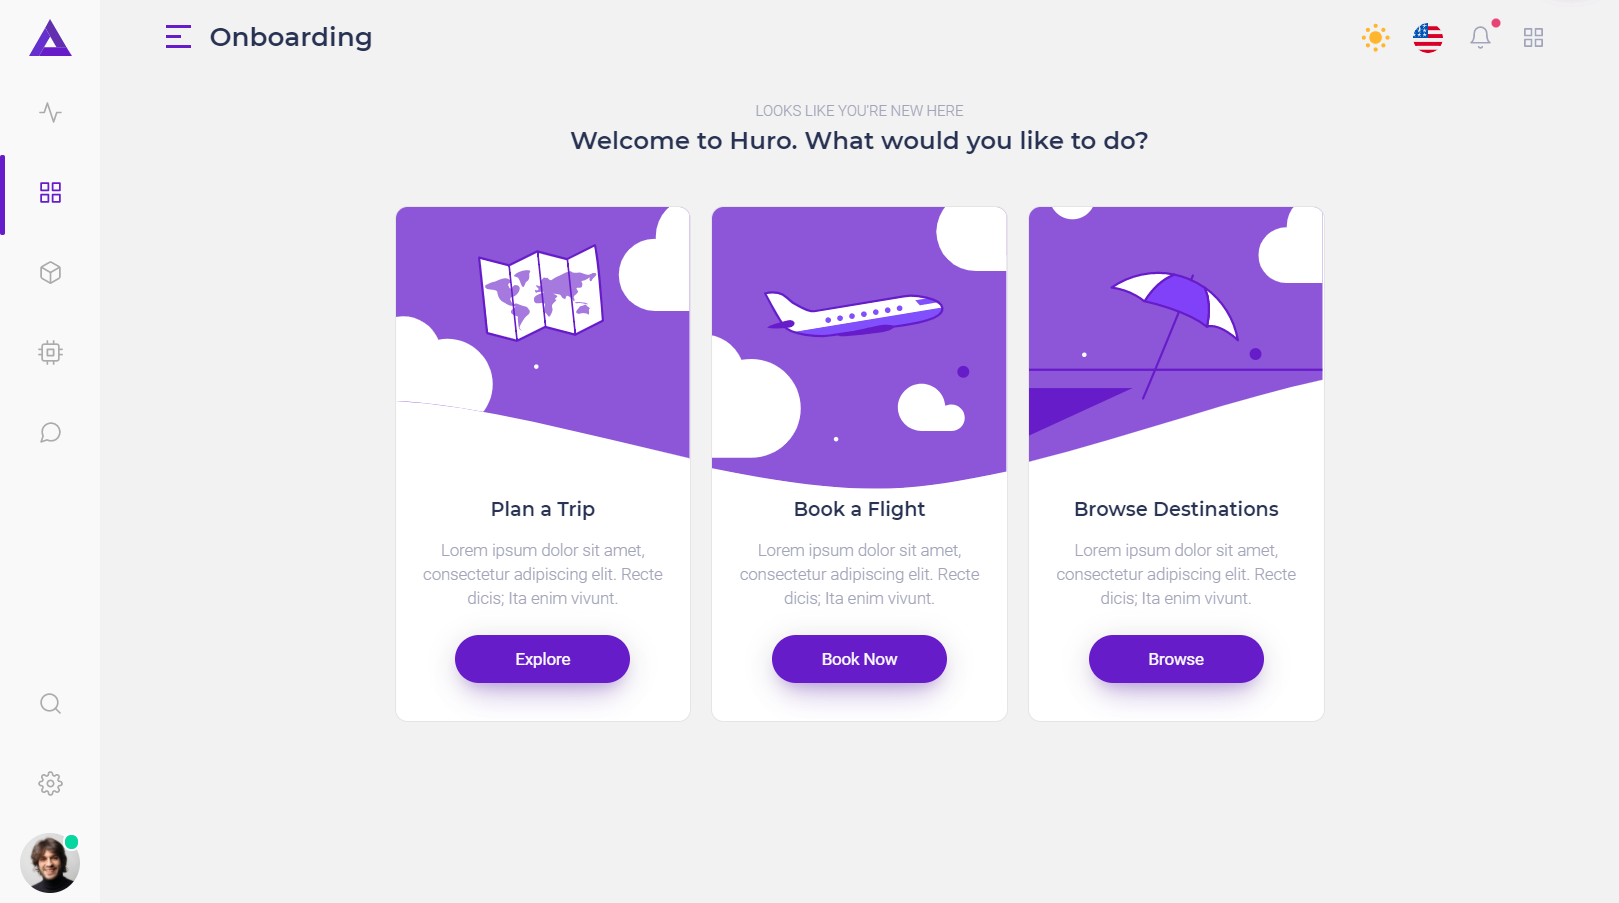 Onboarding
LOOKS LIKE YOU'RE NEW HERE
Welcome to Huro. What would you like to do?
Plan a Trip
Lorem ipsum dolor sit amet,
consectetur adipiscing elit. Recte
dicis; Ita enim vivunt.
Explore
Book a Flight
Lorem ipsum dolor sit amet,
consectetur adipiscing elit. Recte
dicis; Ita enim vivunt.
Book Now
Browse Destinations
Lorem ipsum dolor sit amet,
consectetur adipiscing elit. Recte
dicis; Ita enim vivunt.
Browse